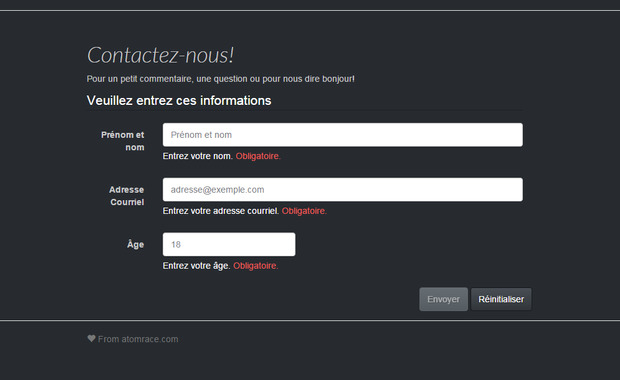 Contactez-nous!
Pour un petit commentaire, une question ou pour nous dire bonjour!
Veuillez entrez ces informations
Prénom et
nom
Prénom et nom
Entrez votre nom. Obligatoire.
Adresse
Courriel
adresse@exemple.com
Entrez votre adresse courriel. Obligatoire.
Âge
18
Entrez votre âge. Obligatoire.
Envoyer
Réinitialiser
From atomrace.com